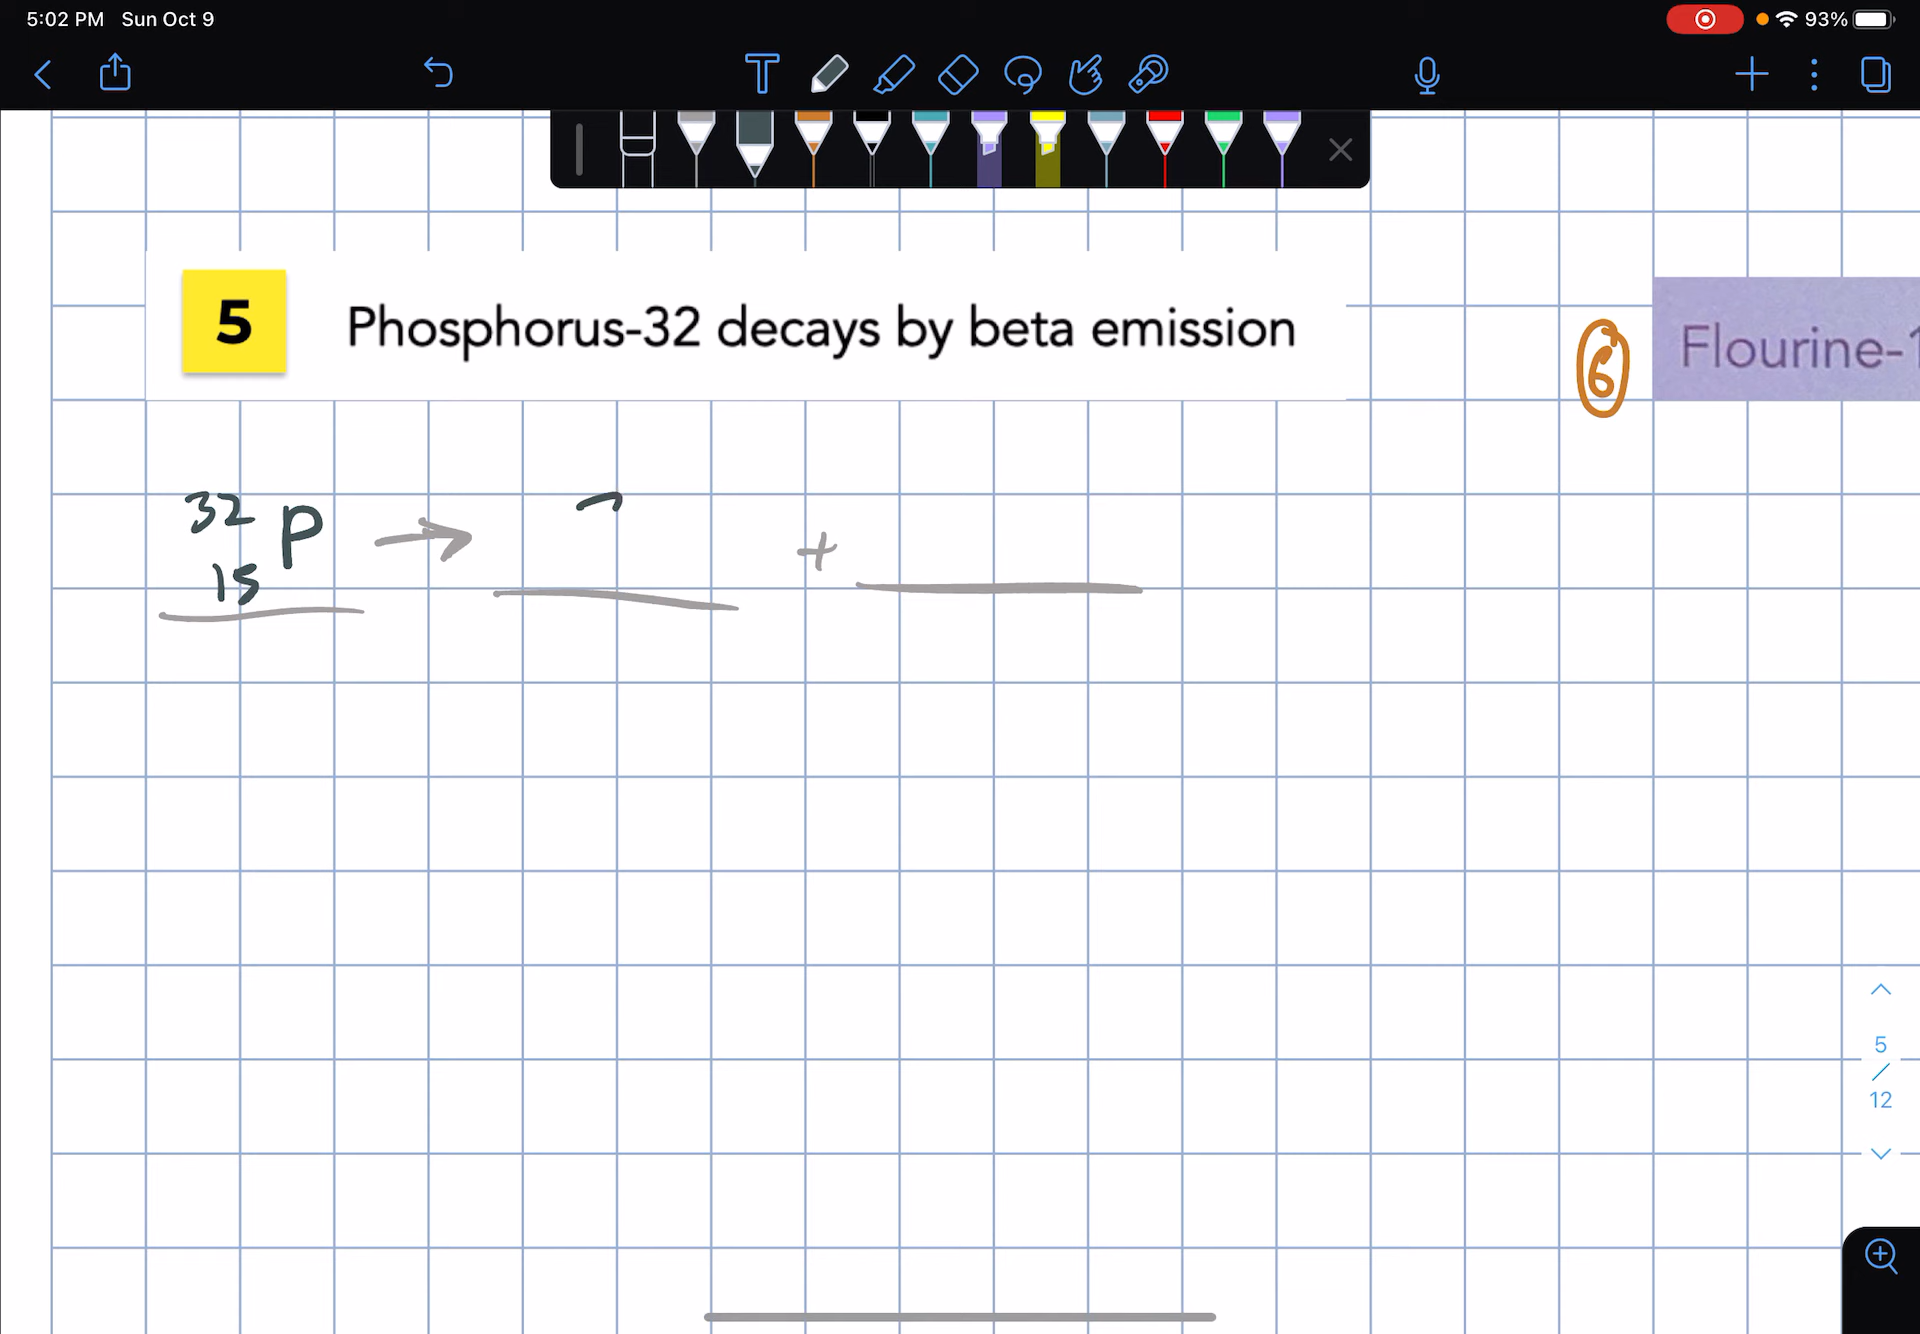 5:02 PM Sun Oct 9
93%
T
5 Phosphorus-32 decays by beta emission
6 Flourine-1
32
P → +
15
5
/
12